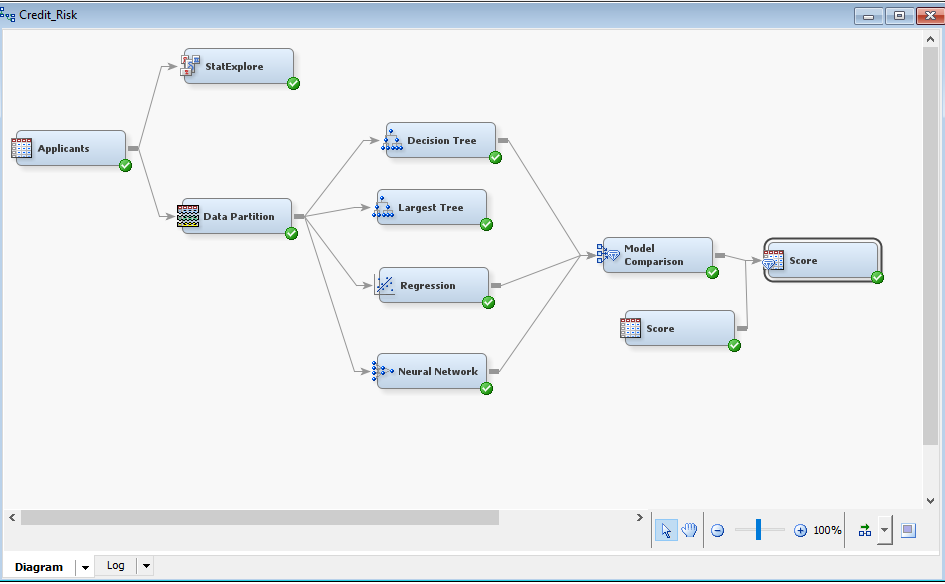 Credit_Risk
StatExplore
Applicants
Decision Tree
Largest Tree
Data Partition
Model
Comparison
Score
Regression
Score
Neural Network
100%
Diagram
Log